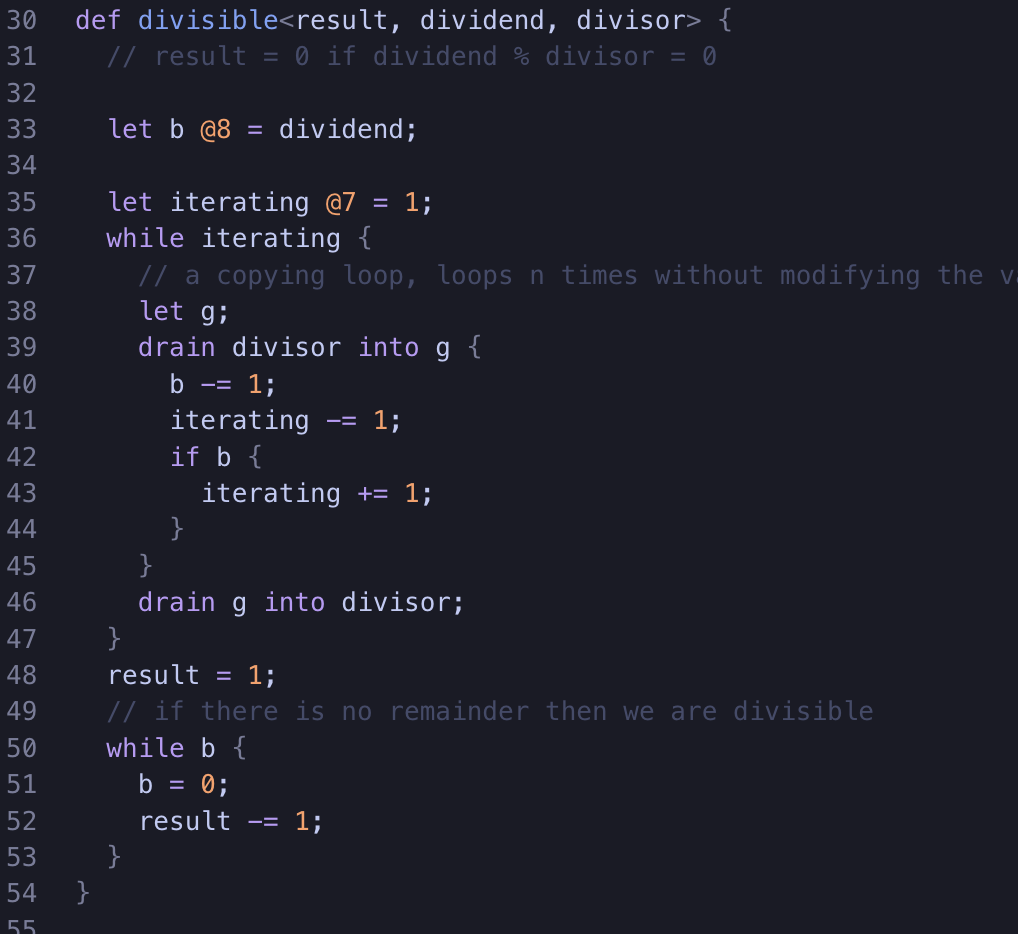 30 def divisible<result, dividend, divisor> {
31 // result = 0 if dividend % divisor = 0
32
33 let b @8 = dividend;
34
35 let iterating @7 = 1;
36 while iterating {
37 // a copying loop, loops n times without modifying the
38 let g;
39 drain divisor into g {
40 b -= 1;
41 iterating -= 1;
42 if b {
43 iterating += 1;
44 }
45 }
46 drain g into divisor;
47 }
48 result = 1;
49 // if there is no remainder then we are divisible
50 while b {
51 b = 0;
52 result -= 1;
53 }
54 }
55